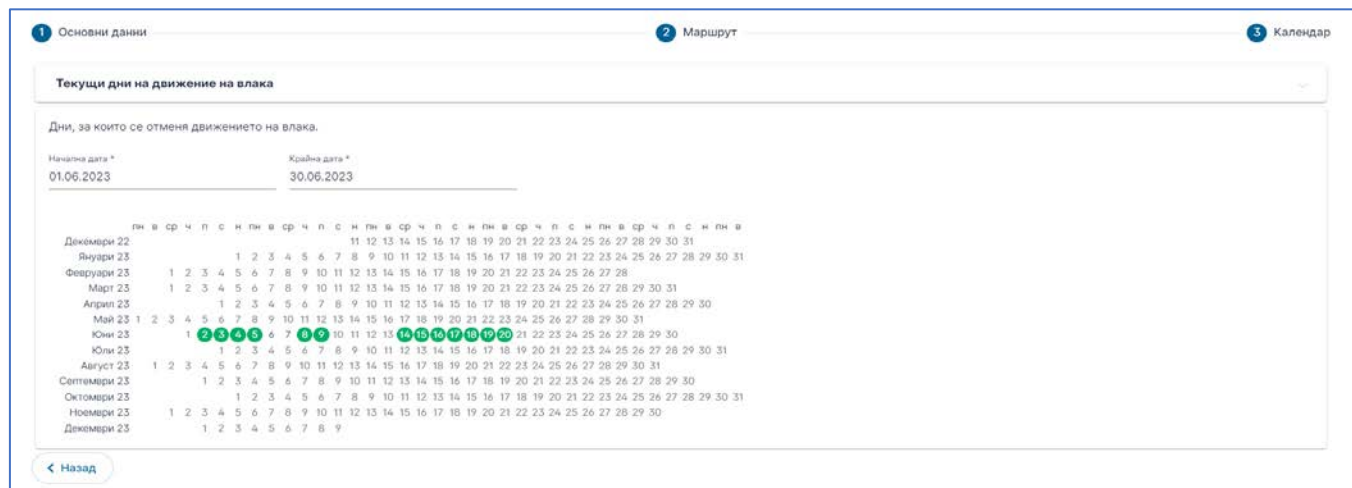 1 Основни данни 2 Маршрут 3 Календар
Текущи дни на движение на влака
Дни, за които се отменя движението на влака.
Начална дата * Крайна дата *
01.06.2023 30.06.2023
пн в ср ч п с н пн в ср ч п с н пн в ср ч п с н пн в ср ч п с н пн в ср ч п с н пн в
Декември 22 11 12 13 14 15 16 17 18 19 20 21 22 23 24 25 26 27 28 29 30 31
Януари 23 1 2 3 4 5 6 7 8 9 10 11 12 13 14 15 16 17 18 19 20 21 22 23 24 25 26 27 28 29 30 31
Февруари 23 1 2 3 4 5 6 7 8 9 10 11 12 13 14 15 16 17 18 19 20 21 22 23 24 25 26 27 28
Март 23 1 2 3 4 5 6 7 8 9 10 11 12 13 14 15 16 17 18 19 20 21 22 23 24 25 26 27 28 29 30 31
Април 23 1 2 3 4 5 6 7 8 9 10 11 12 13 14 15 16 17 18 19 20 21 22 23 24 25 26 27 28 29 30
Май 23 1 2 3 4 5 6 7 8 9 10 11 12 13 14 15 16 17 18 19 20 21 22 23 24 25 26 27 28 29 30 31
Юни 23 1 2 3 4 5 6 7 8 9 10 11 12 13 14 15 16 17 18 19 20 21 22 23 24 25 26 27 28 29 30
Юли 23 1 2 3 4 5 6 7 8 9 10 11 12 13 14 15 16 17 18 19 20 21 22 23 24 25 26 27 28 29 30 31
Август 23 1 2 3 4 5 6 7 8 9 10 11 12 13 14 15 16 17 18 19 20 21 22 23 24 25 26 27 28 29 30 31
Септември 23 1 2 3 4 5 6 7 8 9 10 11 12 13 14 15 16 17 18 19 20 21 22 23 24 25 26 27 28 29 30
Октомври 23 1 2 3 4 5 6 7 8 9 10 11 12 13 14 15 16 17 18 19 20 21 22 23 24 25 26 27 28 29 30 31
Ноември 23 1 2 3 4 5 6 7 8 9 10 11 12 13 14 15 16 17 18 19 20 21 22 23 24 25 26 27 28 29 30
Декември 23 1 2 3 4 5 6 7 8 9
Назад